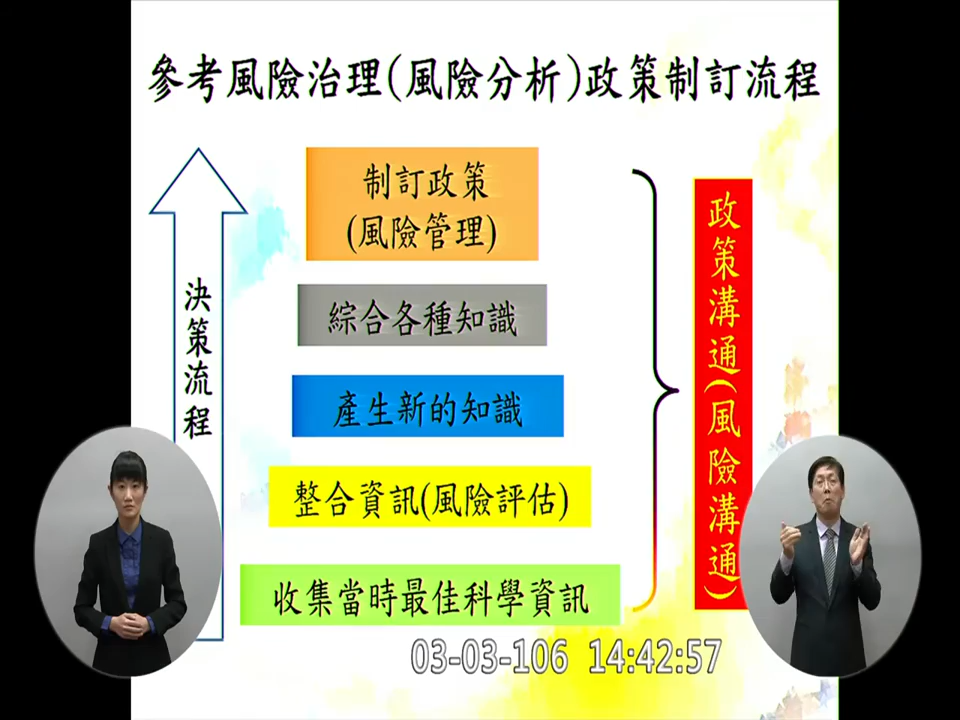 參考風險治理(風險分析)政策制訂流程
決策流程
制訂政策
(風險管理)
綜合各種知識
產生新的知識
整合資訊(風險評估)
收集當時最佳科學資訊
政策溝通(風險溝通)
03-03-106 14:42:57